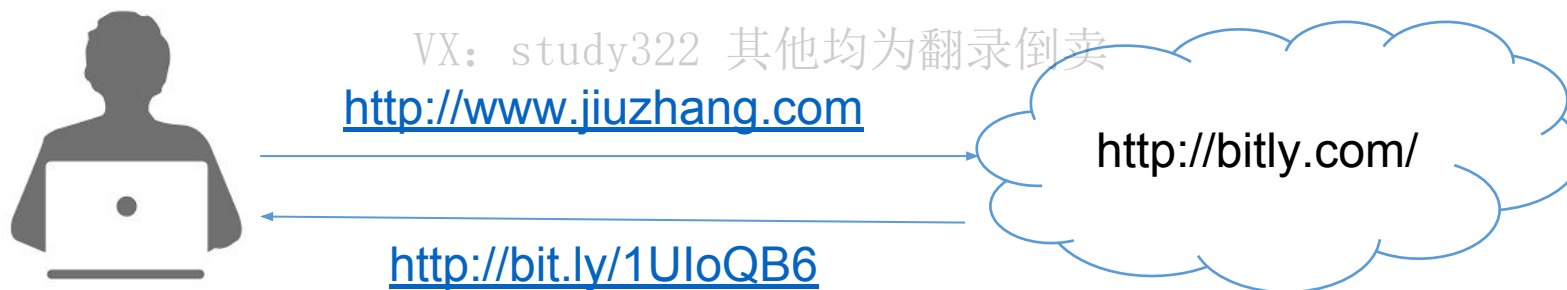 VX: study322 其他均为翻录倒卖
http://www.jiuzhang.com
http://bitly.com/
http://bit.ly/1UIoQB6